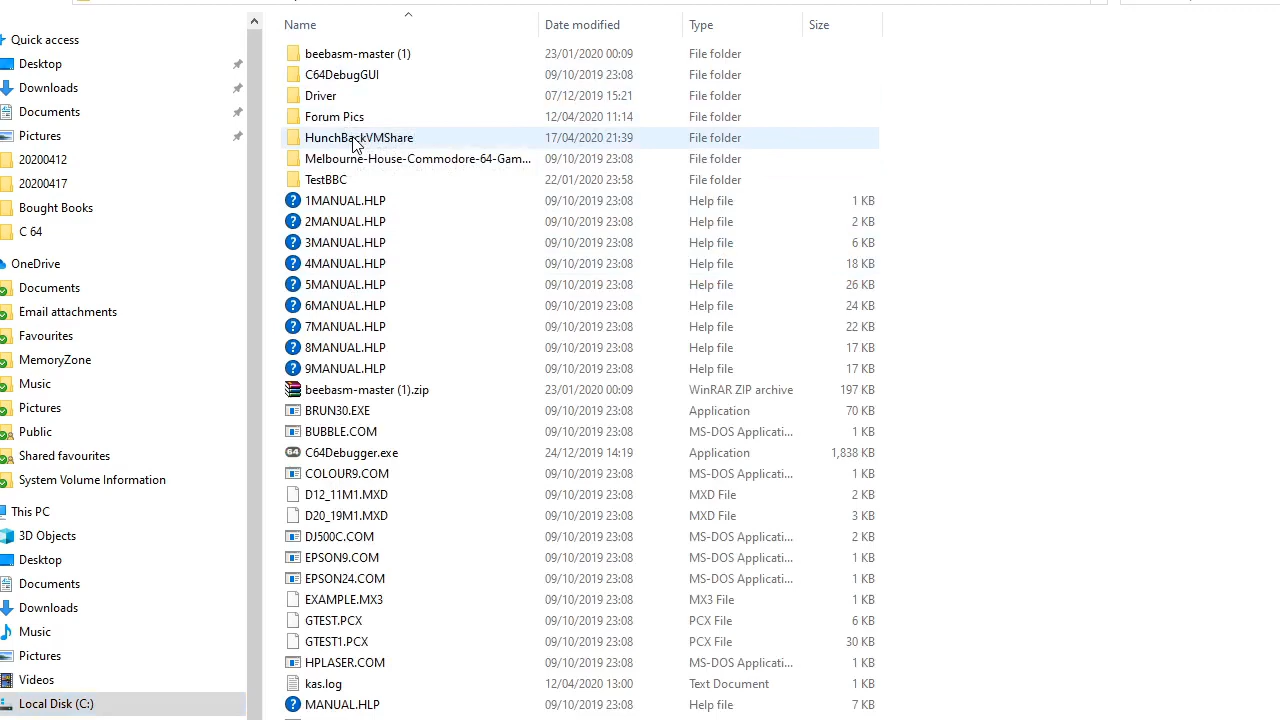 Name Date modified Type Size
Quick access
Desktop
Downloads
Documents
Pictures
20200412
20200417
Bought Books
C 64
OneDrive
Documents
Email attachments
Favourites
MemoryZone
Music
Pictures
Public
Shared favourites
System Volume Information
This PC
3D Objects
Desktop
Documents
Downloads
Music
Pictures
Videos
Local Disk (C:)
beebasm-master (1) 23/01/2020 00:09 File folder
C64DebugGUI 09/10/2019 23:08 File folder
Driver 07/12/2019 15:21 File folder
Forum Pics 12/04/2020 11:14 File folder
HunchBackVMShare 17/04/2020 21:39 File folder
Melbourne-House-Commodore-64-Gam... 09/10/2019 23:08 File folder
TestBBC 22/01/2020 23:58 File folder
1MANUAL.HLP 09/10/2019 23:08 Help file 1 KB
2MANUAL.HLP 09/10/2019 23:08 Help file 2 KB
3MANUAL.HLP 09/10/2019 23:08 Help file 6 KB
4MANUAL.HLP 09/10/2019 23:08 Help file 18 KB
5MANUAL.HLP 09/10/2019 23:08 Help file 26 KB
6MANUAL.HLP 09/10/2019 23:08 Help file 24 KB
7MANUAL.HLP 09/10/2019 23:08 Help file 22 KB
8MANUAL.HLP 09/10/2019 23:08 Help file 17 KB
9MANUAL.HLP 09/10/2019 23:08 Help file 17 KB
beebasm-master (1).zip 23/01/2020 00:09 WinRAR ZIP archive 197 KB
BRUN30.EXE 09/10/2019 23:08 Application 70 KB
BUBBLE.COM 09/10/2019 23:08 MS-DOS Applicati... 1 KB
64 C64Debugger.exe 24/12/2019 14:19 Application 1,838 KB
COLOUR9.COM 09/10/2019 23:08 MS-DOS Applicati... 1 KB
D12_11M1.MXD 09/10/2019 23:08 MXD File 2 KB
D20_19M1.MXD 09/10/2019 23:08 MXD File 3 KB
DJ500C.COM 09/10/2019 23:08 MS-DOS Applicati... 2 KB
EPSON9.COM 09/10/2019 23:08 MS-DOS Applicati... 1 KB
EPSON24.COM 09/10/2019 23:08 MS-DOS Applicati... 1 KB
EXAMPLE.MX3 09/10/2019 23:08 MX3 File 1 KB
GTEST.PCX 09/10/2019 23:08 PCX File 6 KB
GTEST1.PCX 09/10/2019 23:08 PCX File 30 KB
HPLASER.COM 09/10/2019 23:08 MS-DOS Applicati... 1 KB
kas.log 12/04/2020 13:00 Text Document 1 KB
MANUAL.HLP 09/10/2019 23:08 Help file 7 KB